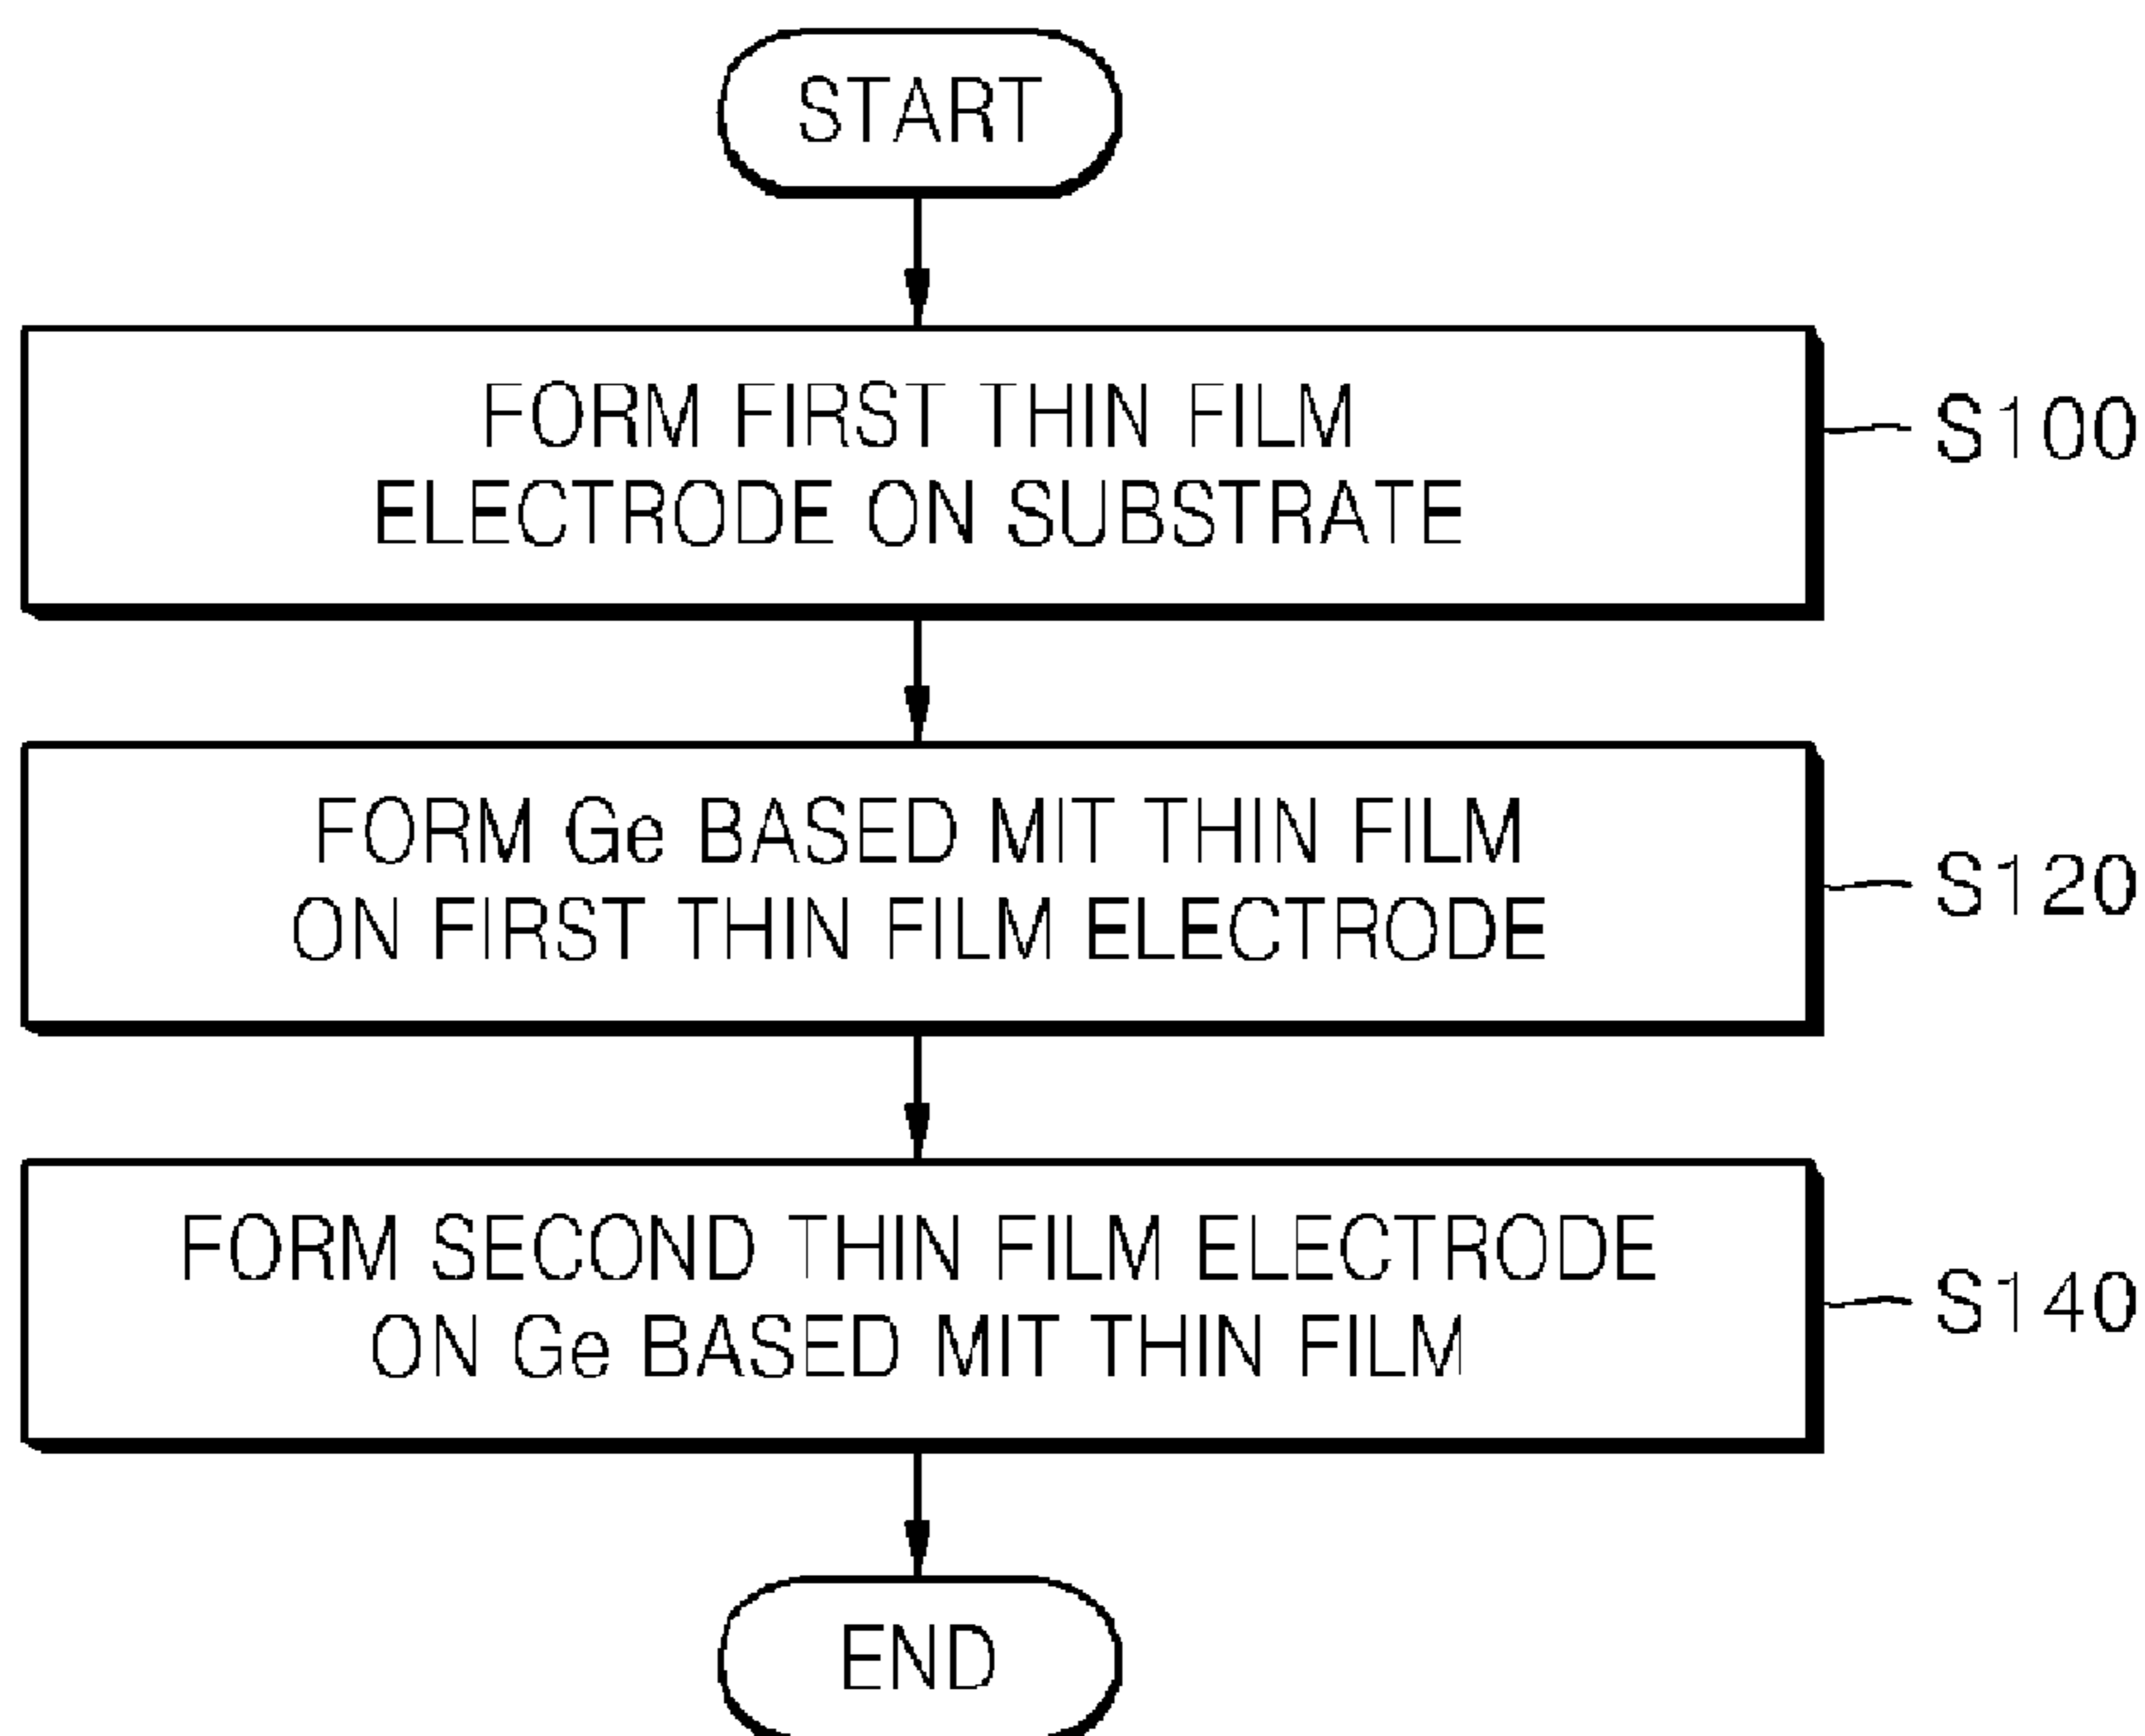 START
FORM FIRST THIN FILM
ELECTRODE ON SUBSTRATE
S100
FORM Ge BASED MIT THIN FILM
ON FIRST THIN FILM ELECTRODE
S120
FORM SECOND THIN FILM ELECTRODE
ON Ge BASED MIT THIN FILM
S140
END